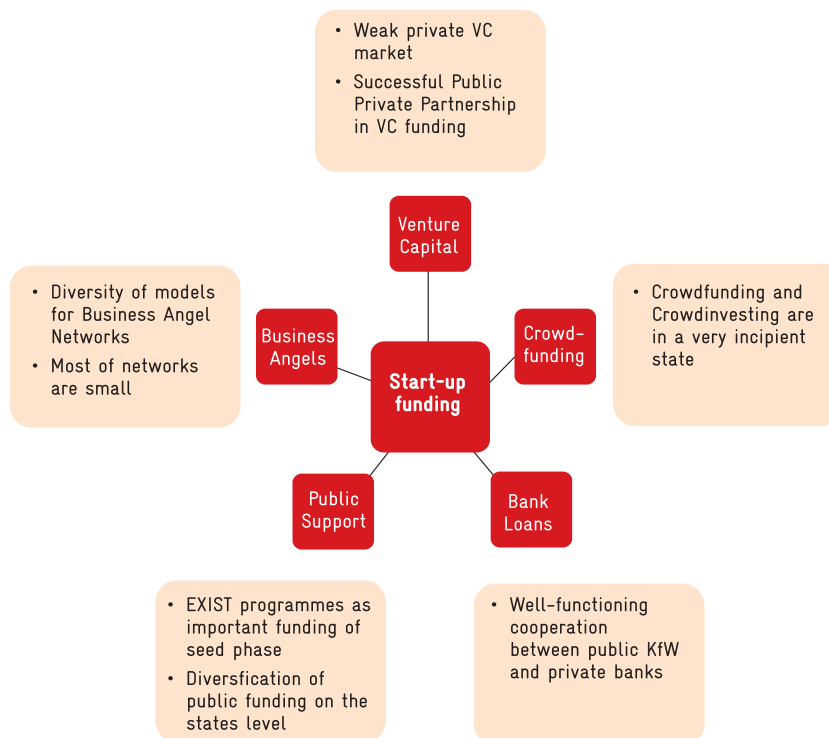 • Weak private VC
market
• Successful Public
Private Partnership
in VC funding
Venture
Capital
• Diversity of models
for Business Angel
Networks
• Most of networks
are small
Business
Angels
Crowd-
funding
• Crowdfunding and
Crowdinvesting are
in a very incipient
state
Start-up
funding
Public
Support
Bank
Loans
• EXIST programmes as
important funding of
seed phase
• Diversfication of
public funding on the
states level
• Well-functioning
cooperation
between public KfW
and private banks